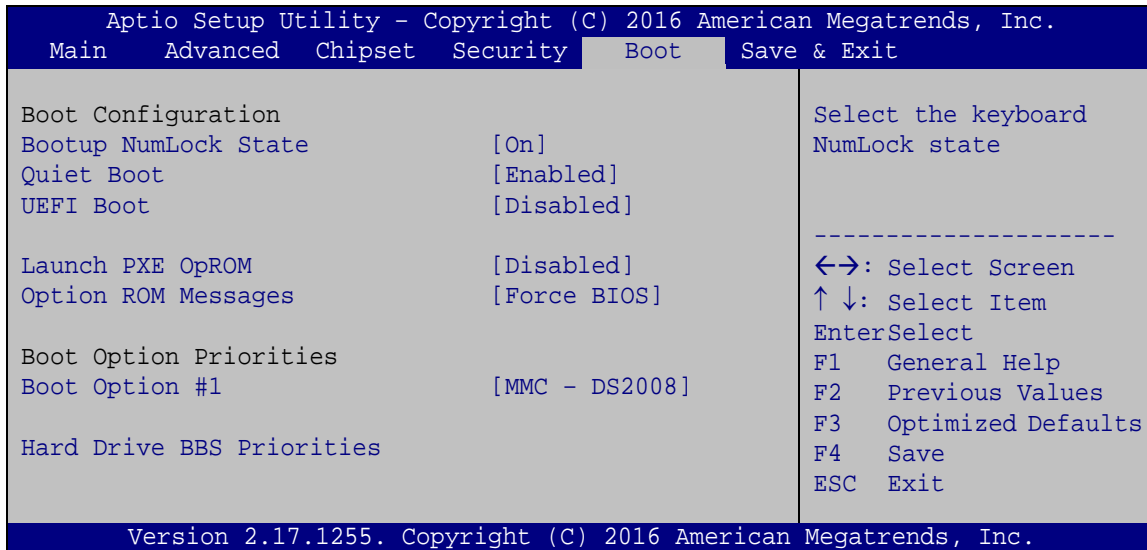 Aptio Setup Utility – Copyright (C) 2016 American Megatrends, Inc.
Main Advanced Chipset Security Boot Save & Exit
Boot Configuration
Bootup NumLock State [On]
Quiet Boot [Enabled]
UEFI Boot [Disabled]
Launch PXE OpROM [Disabled]
Option ROM Messages [Force BIOS]
Boot Option Priorities
Boot Option #1 [MMC – DS2008]
Hard Drive BBS Priorities
Select the keyboard
NumLock state
---------------------
←→: Select Screen
↑ ↓: Select Item
EnterSelect
F1 General Help
F2 Previous Values
F3 Optimized Defaults
F4 Save
ESC Exit
Version 2.17.1255. Copyright (C) 2016 American Megatrends, Inc.